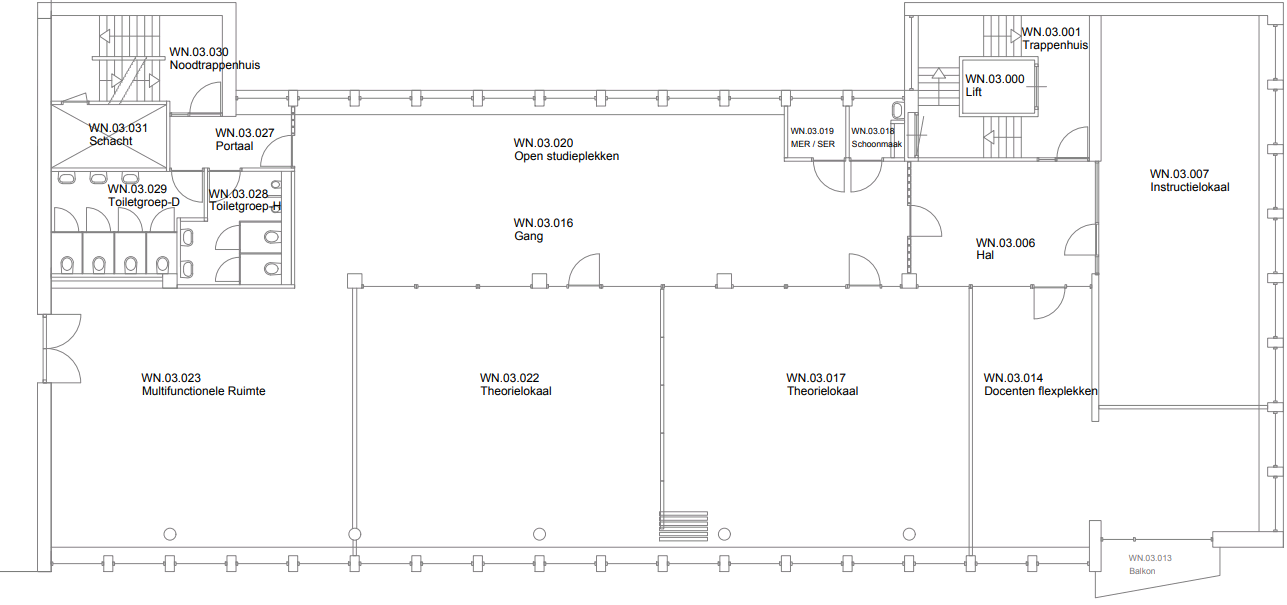 WN.03.030
Noodtrappenhuis
WN.03.001
Trappenhuis
WN.03.000
Lift
WN.03.031
Schacht
WN.03.027
Portaal
WN.03.020
Open studieplekken
WN.03.019
MER / SER
WN.03.018
Schoonmaak
WN.03.007
Instructielokaal
WN.03.029
Toiletgroep-D
WN.03.028
Toiletgroep-H
WN.03.016
Gang
WN.03.006
Hal
WN.03.023
Multifunctionele Ruimte
WN.03.022
Theorielokaal
WN.03.017
Theorielokaal
WN.03.014
Docenten flexplekken
WN.03.013
Balkon